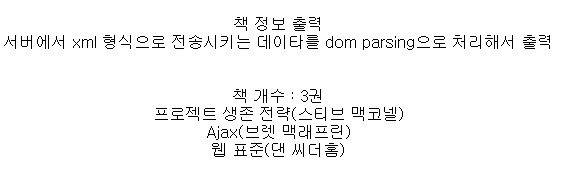 책 정보 출력
서버에서 xml 형식으로 전송시키는 데이타를 dom parsing으로 처리해서 출력
책 개수 : 3권
프로젝트 생존 전략(스티브 맥코넬)
Ajax(브렛 맥래프린)
웹 표준(댄 씨더홈)